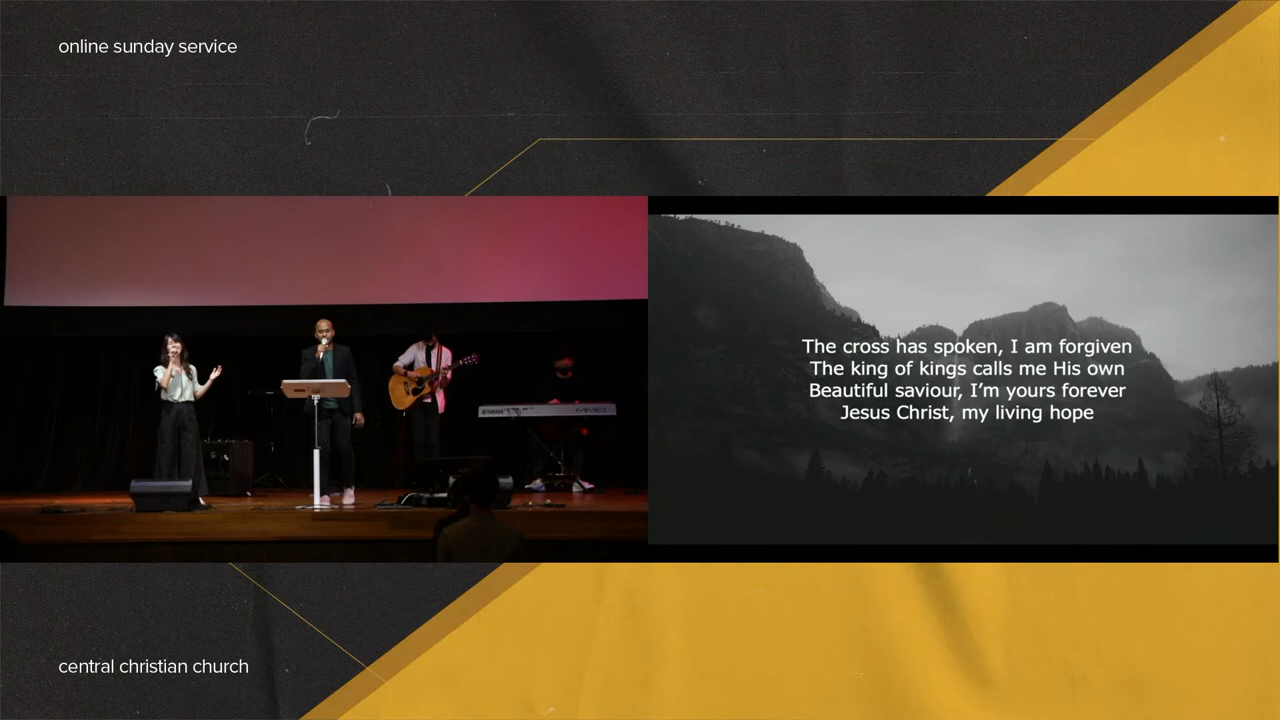 online sunday service
The cross has spoken, I am forgiven
The king of kings calls me His own
Beautiful saviour, I'm yours forever
Jesus Christ, my living hope
YAMAHA
central christian church